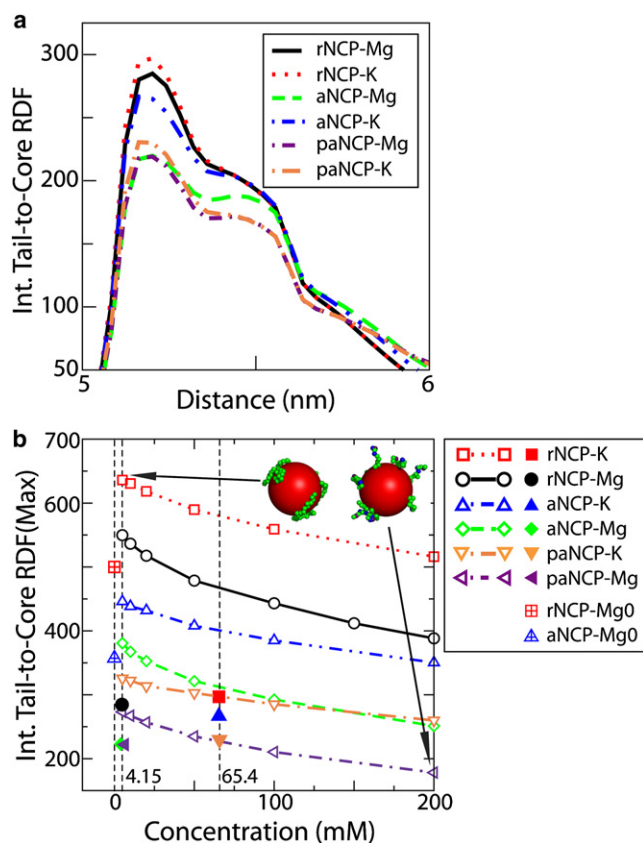 a
300
200
100
50
Int. Tail-to-Core RDF
rNCP-Mg
rNCP-K
aNCP-Mg
aNCP-K
paNCP-Mg
paNCP-K
5
6
Distance (nm)
b
700
600
400
200
Int. Tail-to-Core RDF(Max)
4.15
65.4
0
100
200
Concentration (mM)
rNCP-K
rNCP-Mg
aNCP-K
aNCP-Mg
paNCP-K
paNCP-Mg
rNCP-Mg0
aNCP-Mg0